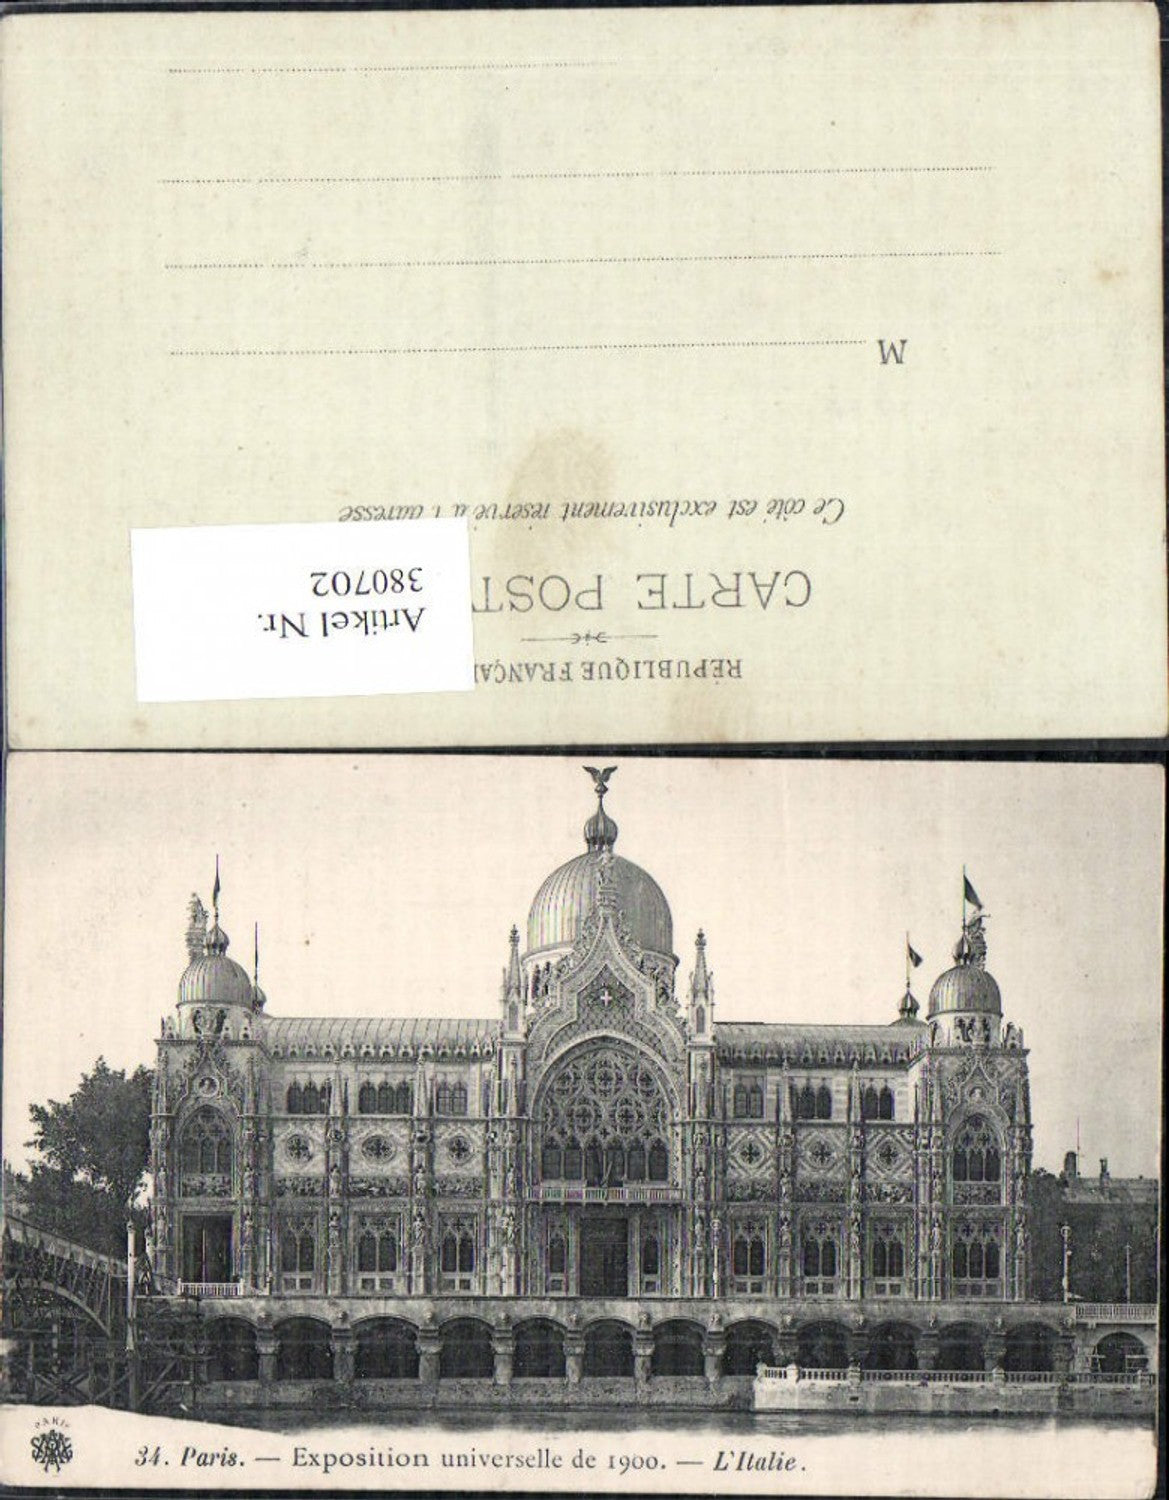 RÉPUBLIQUE FRANÇAI
CARTE POST
Ce côté est exclusivement réservé à l'adresse
M
Artikel Nr.
380702
PARIS
34. Paris. — Exposition universelle de 1900. — L'Italie.